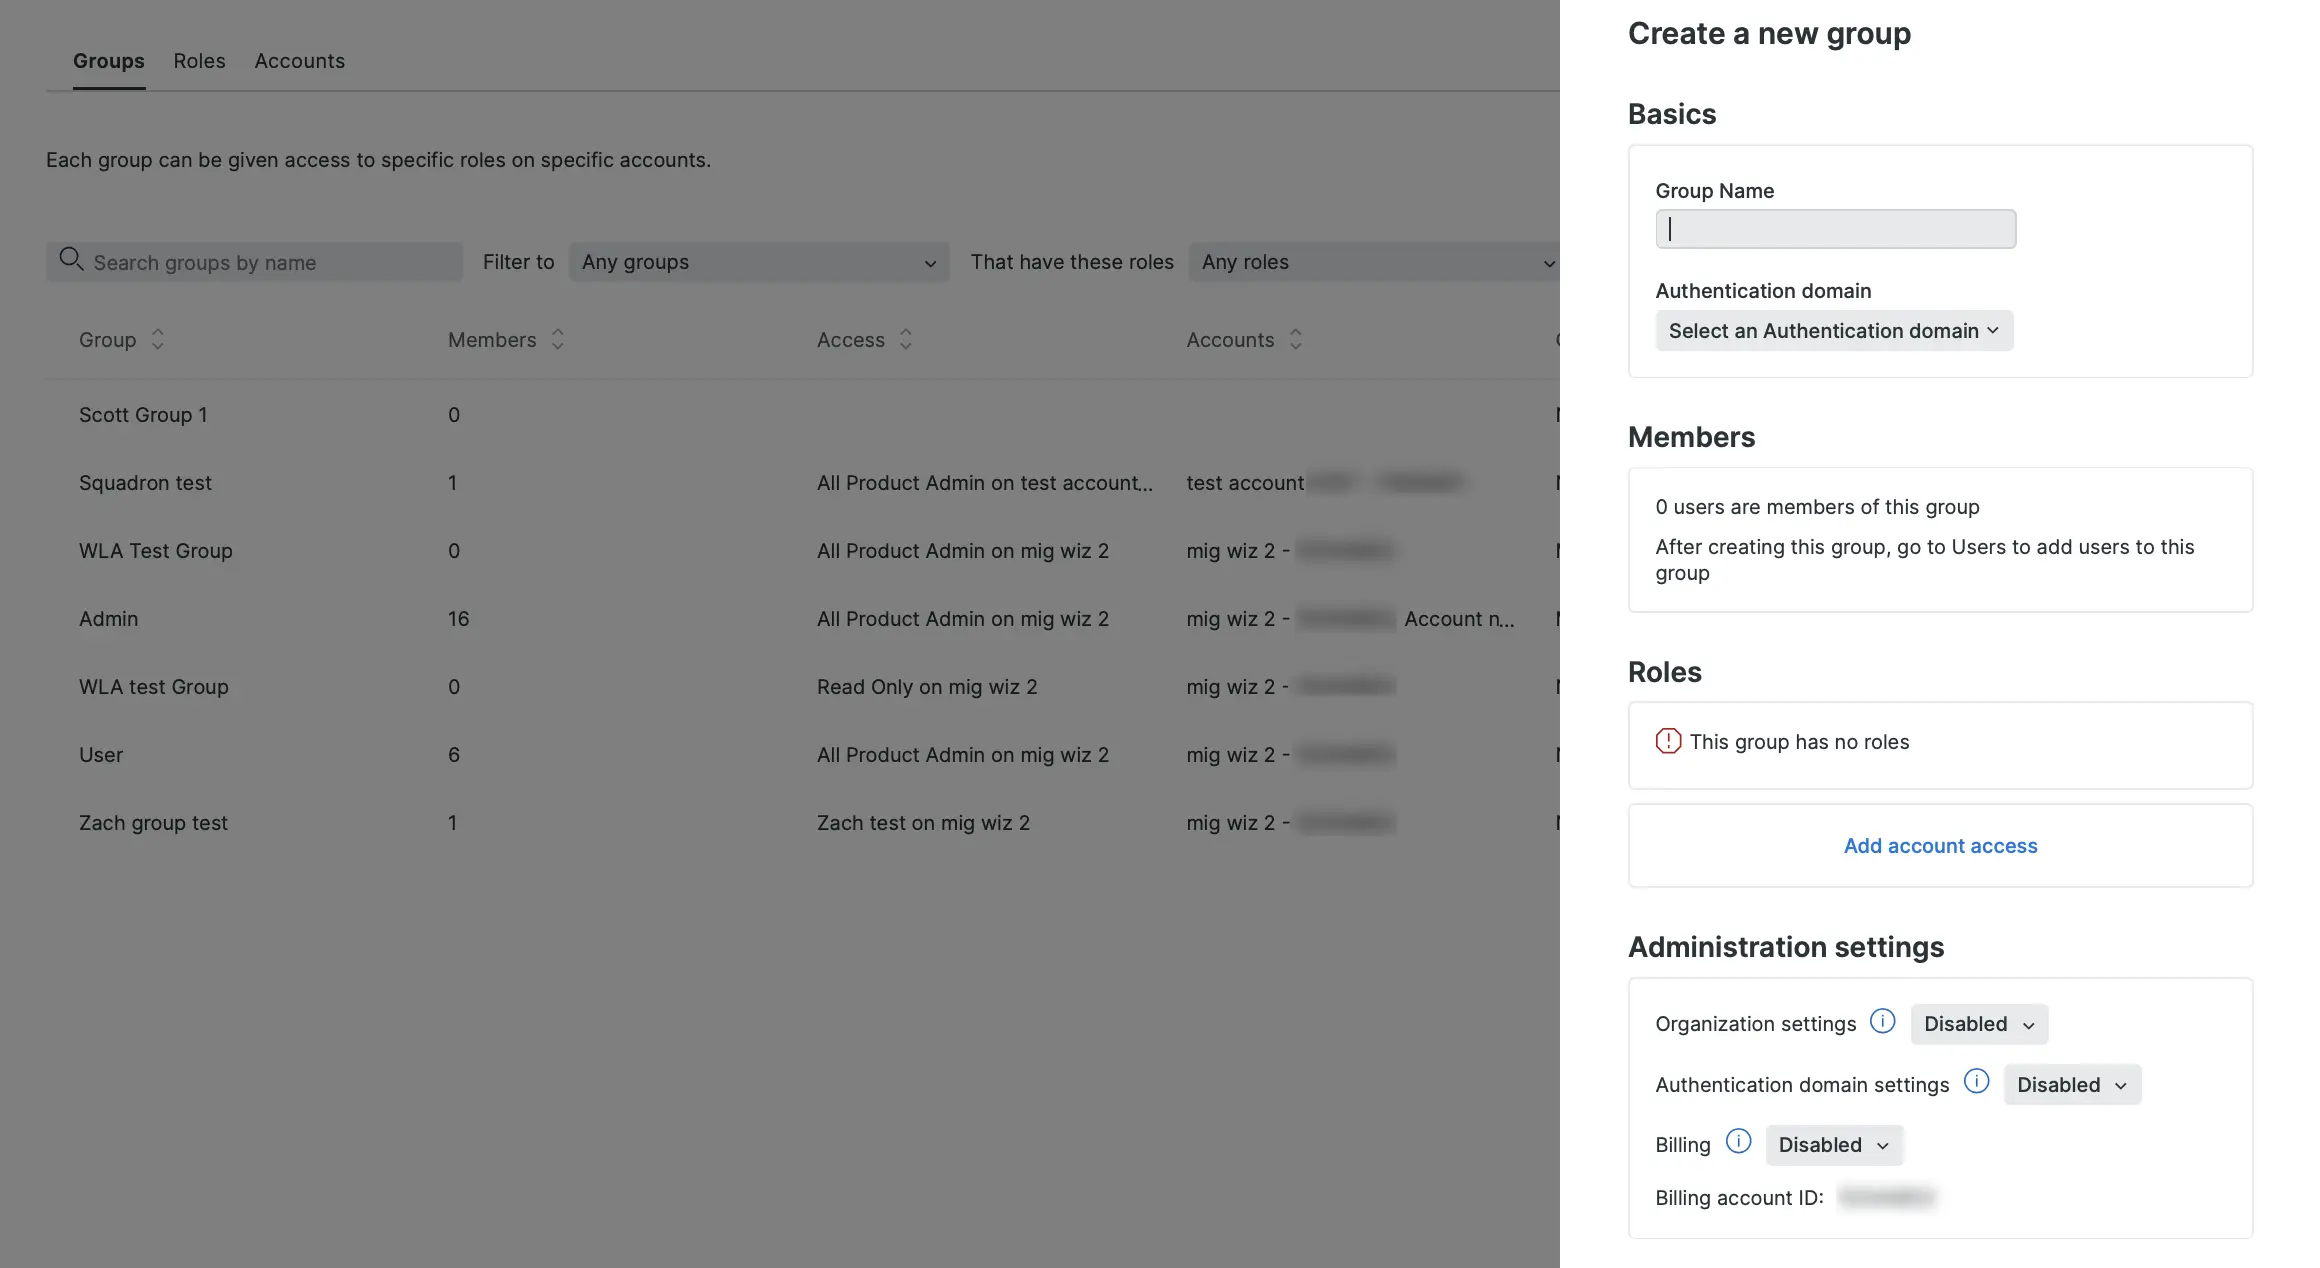 Groups Roles Accounts
Each group can be given access to specific roles on specific accounts.
Search groups by name Filter to Any groups That have these roles Any roles
Group Members Access Accounts
Scott Group 1 0
Squadron test 1 All Product Admin on test account... test account
WLA Test Group 0 All Product Admin on mig wiz 2 mig wiz 2 -
Admin 16 All Product Admin on mig wiz 2 mig wiz 2 - Account n...
WLA test Group 0 Read Only on mig wiz 2 mig wiz 2 -
User 6 All Product Admin on mig wiz 2 mig wiz 2 -
Zach group test 1 Zach test on mig wiz 2 mig wiz 2 -
Create a new group
Basics
Group Name
Authentication domain
Select an Authentication domain
Members
0 users are members of this group
After creating this group, go to Users to add users to this
group
Roles
This group has no roles
Add account access
Administration settings
Organization settings Disabled
Authentication domain settings Disabled
Billing Disabled
Billing account ID: